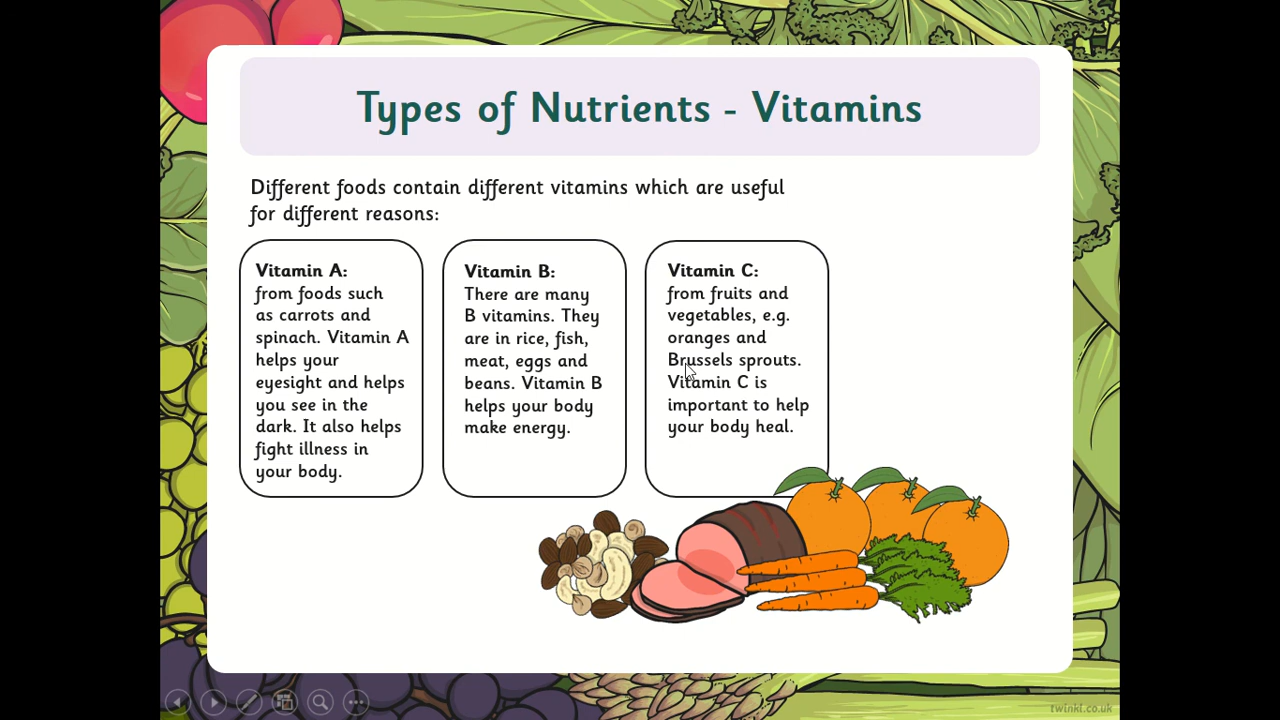 Types of Nutrients - Vitamins
Different foods contain different vitamins which are useful
for different reasons:
Vitamin A:
from foods such
as carrots and
spinach. Vitamin A
helps your
eyesight and helps
you see in the
dark. It also helps
fight illness in
your body.
Vitamin B:
There are many
B vitamins. They
are in rice, fish,
meat, eggs and
beans. Vitamin B
helps your body
make energy.
Vitamin C:
from fruits and
vegetables, e.g.
oranges and
Brussels sprouts.
Vitamin C is
important to help
your body heal.
twinkl.co.uk